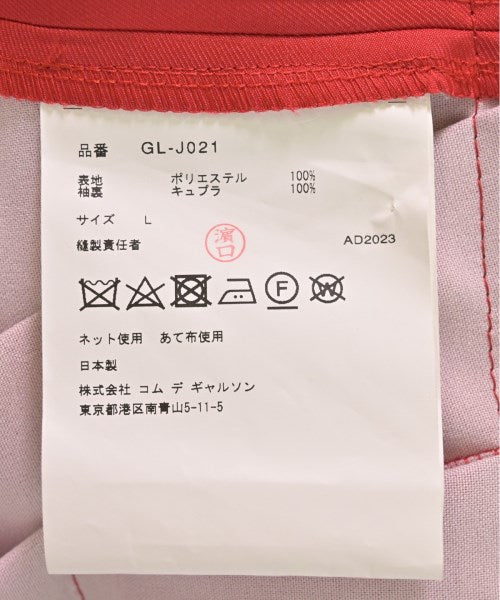 品番 GL-J021
表地 ポリエステル 100%
袖裏 キュプラ 100%
サイズ L
縫製責任者 濱口 AD2023
F W
ネット使用 あて布使用
日本製
株式会社 コム デ ギャルソン
東京都港区南青山5-11-5